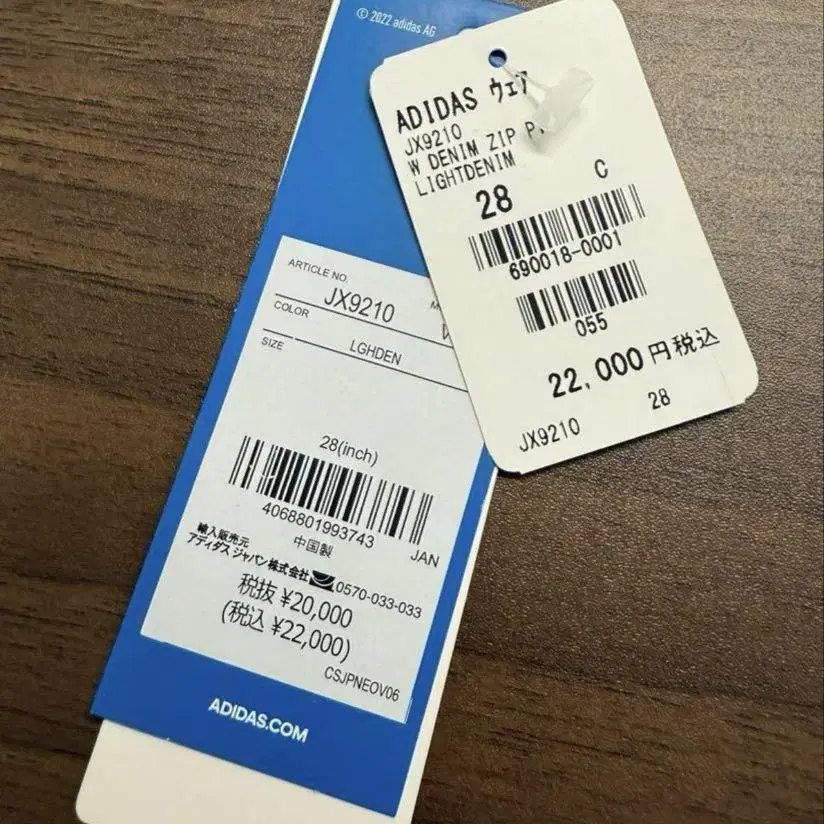 © 2022 adidas AG
ARTICLE NO.
JX9210
COLOR
LGHDEN
SIZE
28(inch)
4068801993743
中国製
JAN
輸入販売元
アディダス ジャパン株式会社 0570-033-033
税抜 ¥20,000
(税込 ¥22,000)
CSJPNEOV06
ADIDAS.COM
ADIDAS ウェア
JX9210
W DENIM ZIP
LIGHTDENIM
28 C
690018-0001
055
22,000円税込
JX9210 28